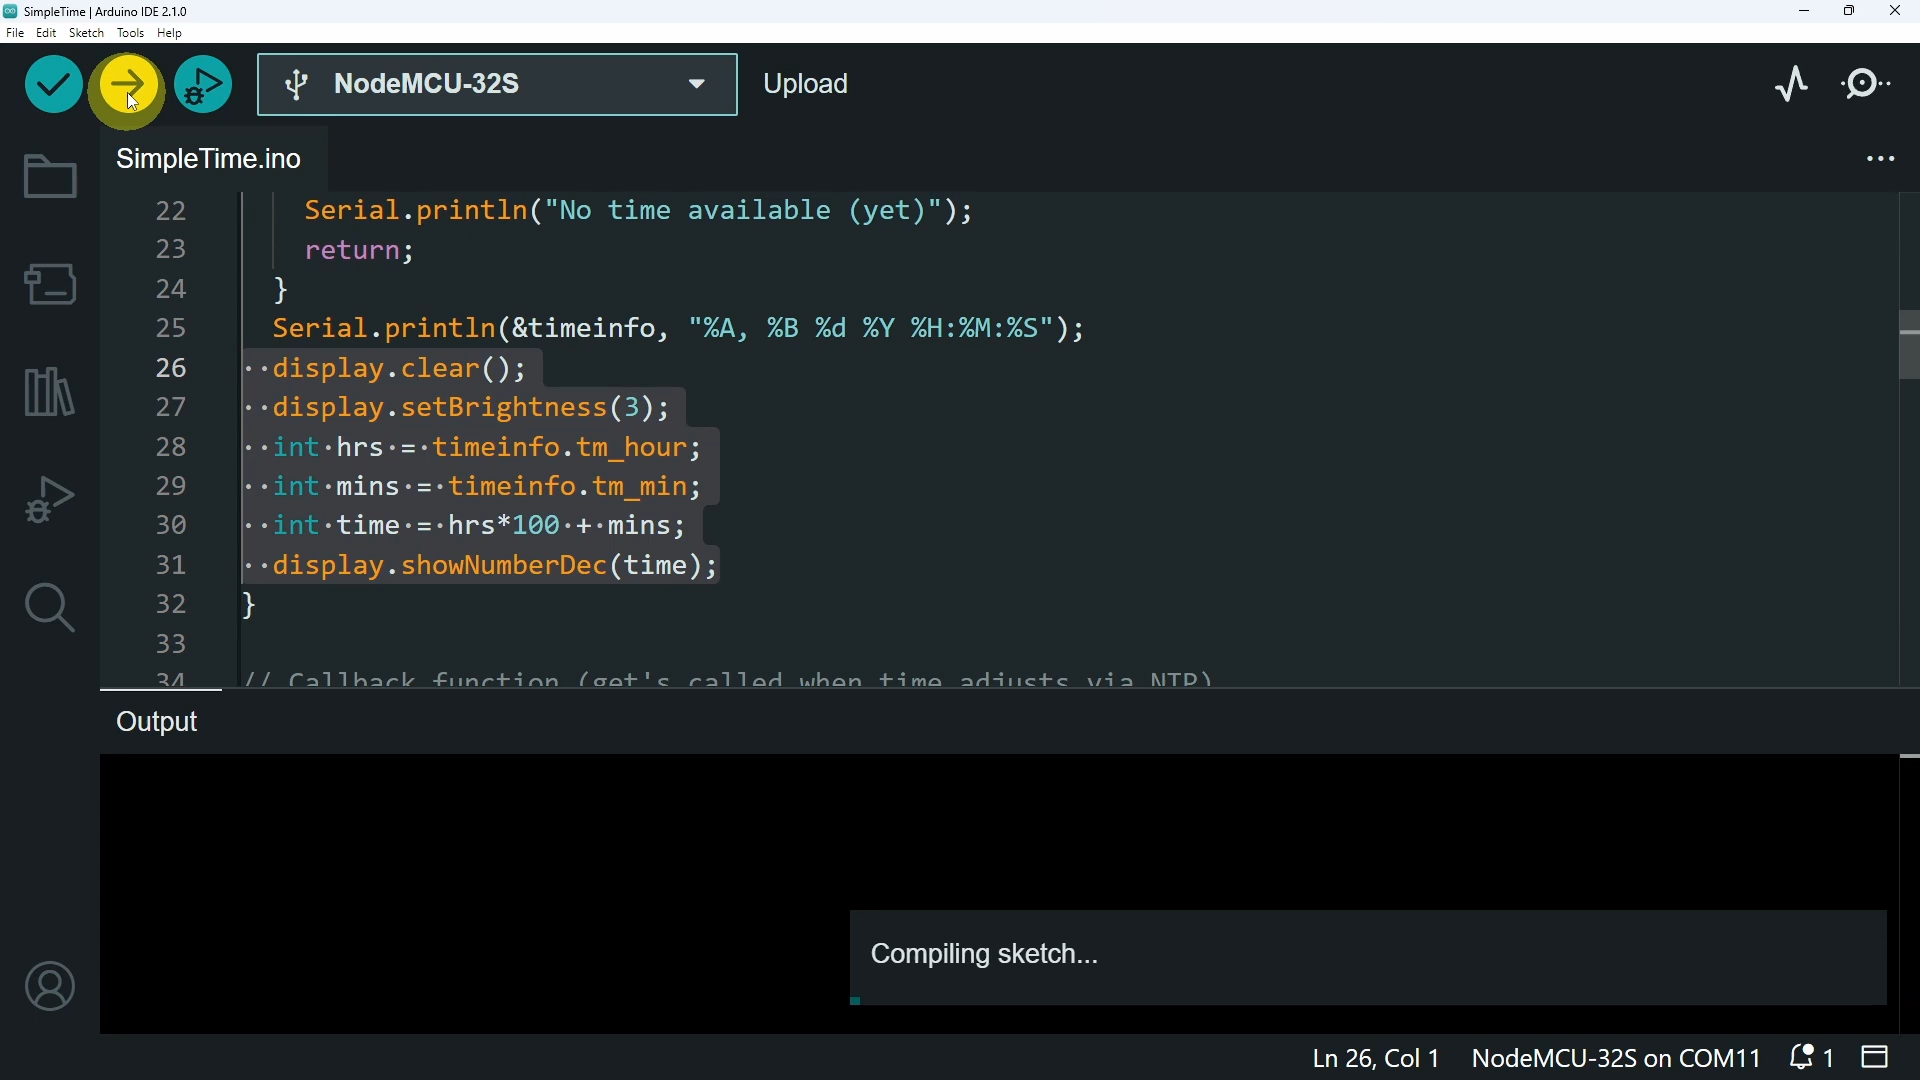 SimpleTime | Arduino IDE 2.1.0
File Edit Sketch Tools Help
NodeMCU-32S Upload
SimpleTime.ino
22 Serial.println("No time available (yet)");
23 return;
24 }
25 Serial.println(&timeinfo, "%A, %B %d %Y %H:%M:%S");
26 ··display.clear();
27 ··display.setBrightness(3);
28 ··int·hrs·=·timeinfo.tm_hour;
29 ··int·mins·=·timeinfo.tm_min;
30 ··int·time·=·hrs*100·+·mins;
31 ··display.showNumberDec(time);
32 }
33
34 // Callback function (get's called when time adjusts via NTP)
Output
Compiling sketch...
Ln 26, Col 1 NodeMCU-32S on COM11 1